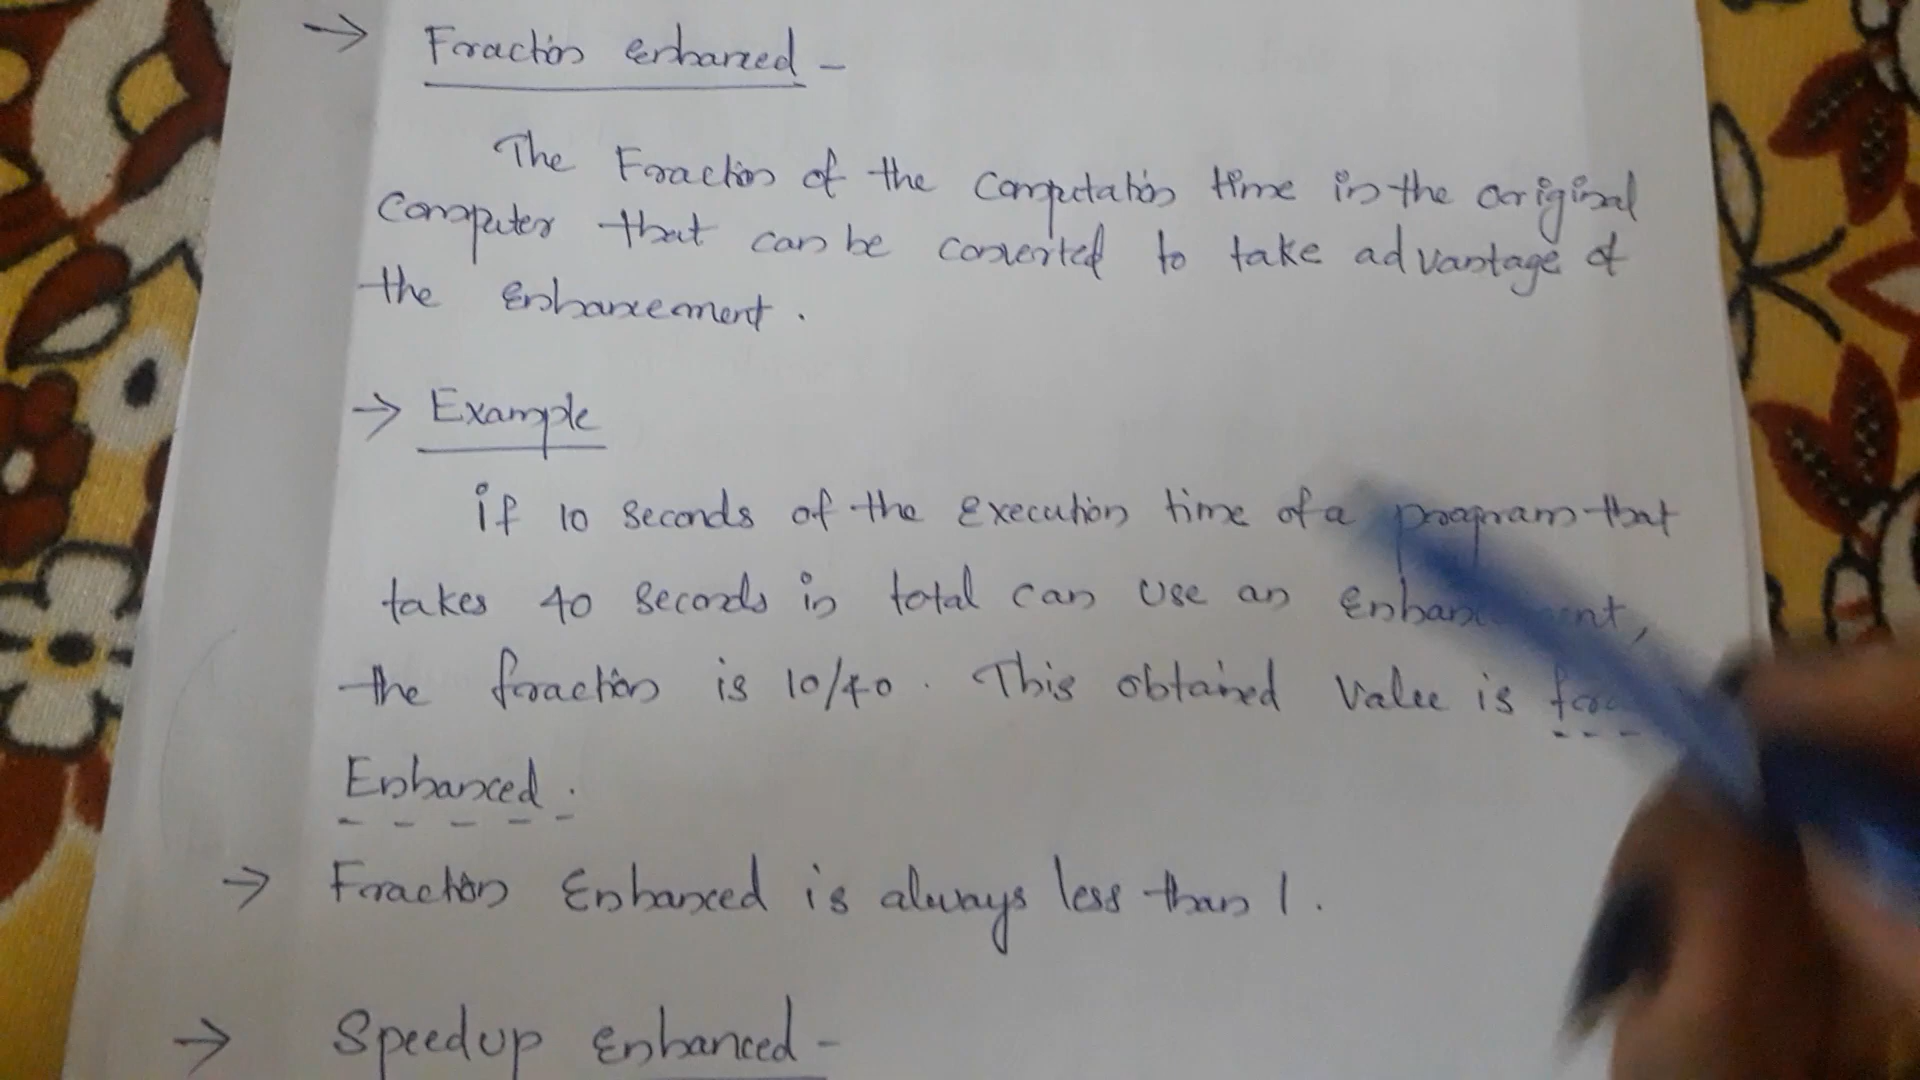 → Fraction enhanced -
The Fraction of the computation time in the original
computer that can be converted to take advantage of
the enhancement.
→ Example
if 10 seconds of the execution time of a program that
takes 40 seconds in total can use an
the fraction is 10/40. This obtained value is
Enhanced.
→ Fraction Enhanced is always less than 1.
→ Speedup Enhanced -